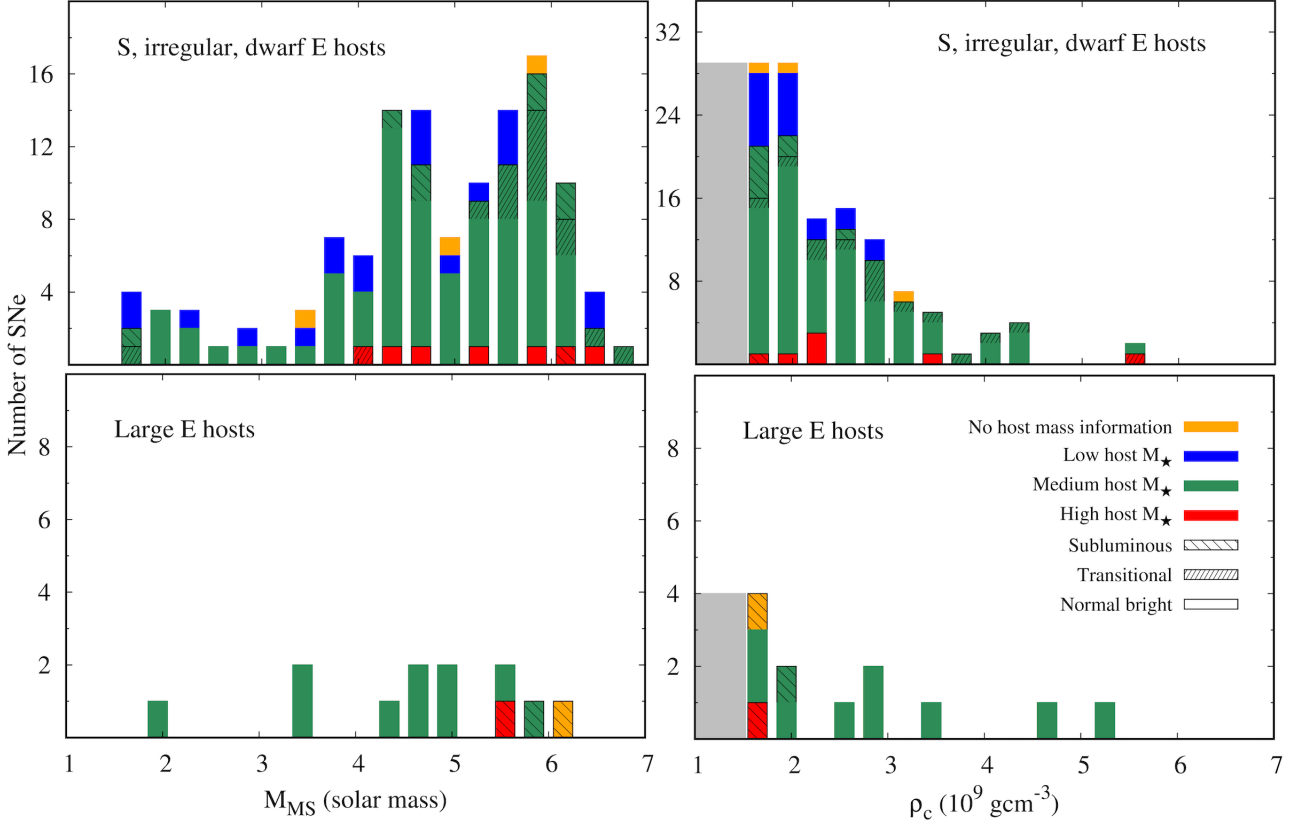 S, irregular, dwarf E hosts
16
12
8
4
Number of SNe
S, irregular, dwarf E hosts
32
24
16
8
Large E hosts
8
6
4
2
1 2 3 4 5 6 7
M_MS (solar mass)
Large E hosts
8
6
4
2
No host mass information
Low host M★
Medium host M★
High host M★
Subluminous
Transitional
Normal bright
1 2 3 4 5 6 7
ρ_c (10⁹ gcm⁻³)